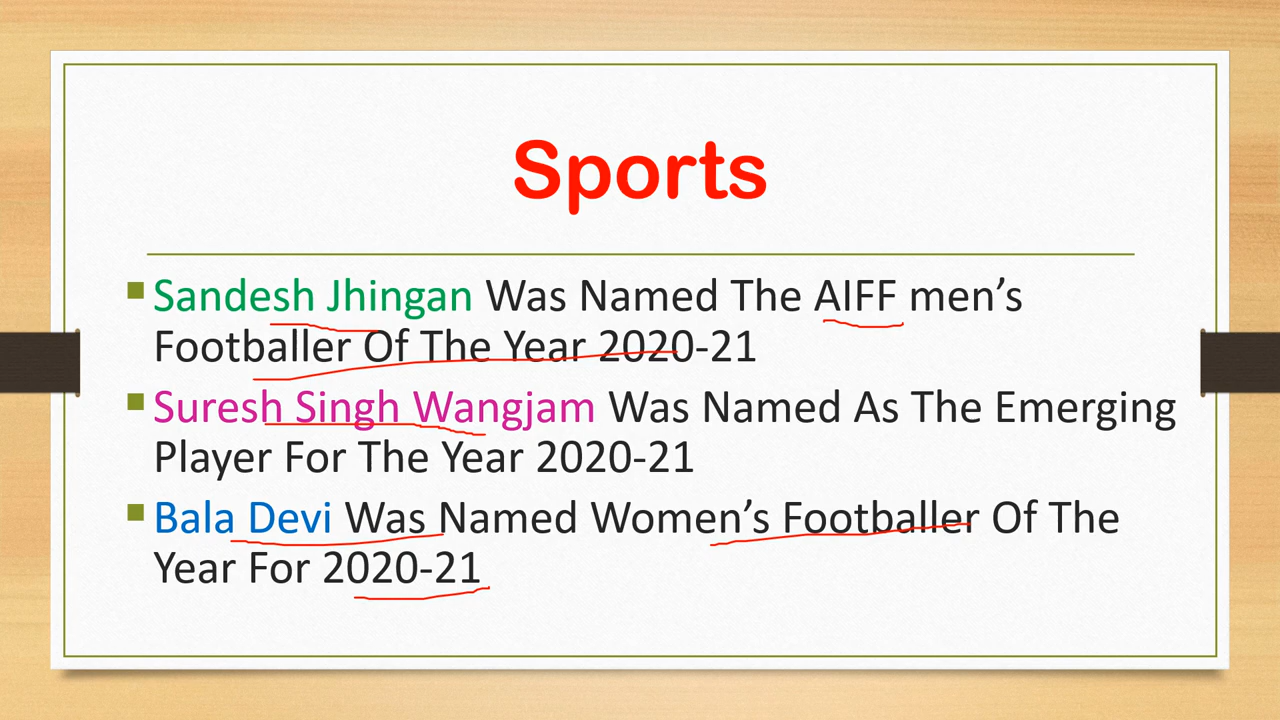 Sports
Sandesh Jhingan Was Named The AIFF men’s
Footballer Of The Year 2020-21
Suresh Singh Wangjam Was Named As The Emerging
Player For The Year 2020-21
Bala Devi Was Named Women’s Footballer Of The
Year For 2020-21